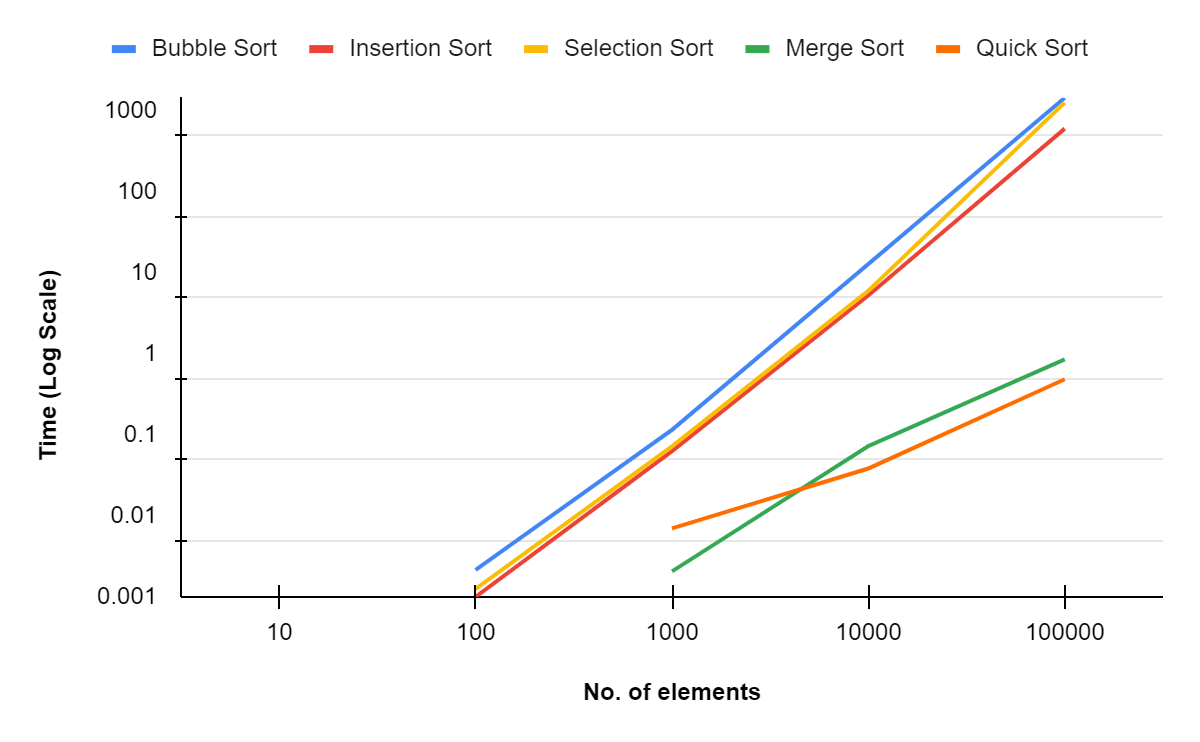 Bubble Sort Insertion Sort Selection Sort Merge Sort Quick Sort
1000
100
10
1
0.1
0.01
0.001
Time (Log Scale)
10 100 1000 10000 100000
No. of elements